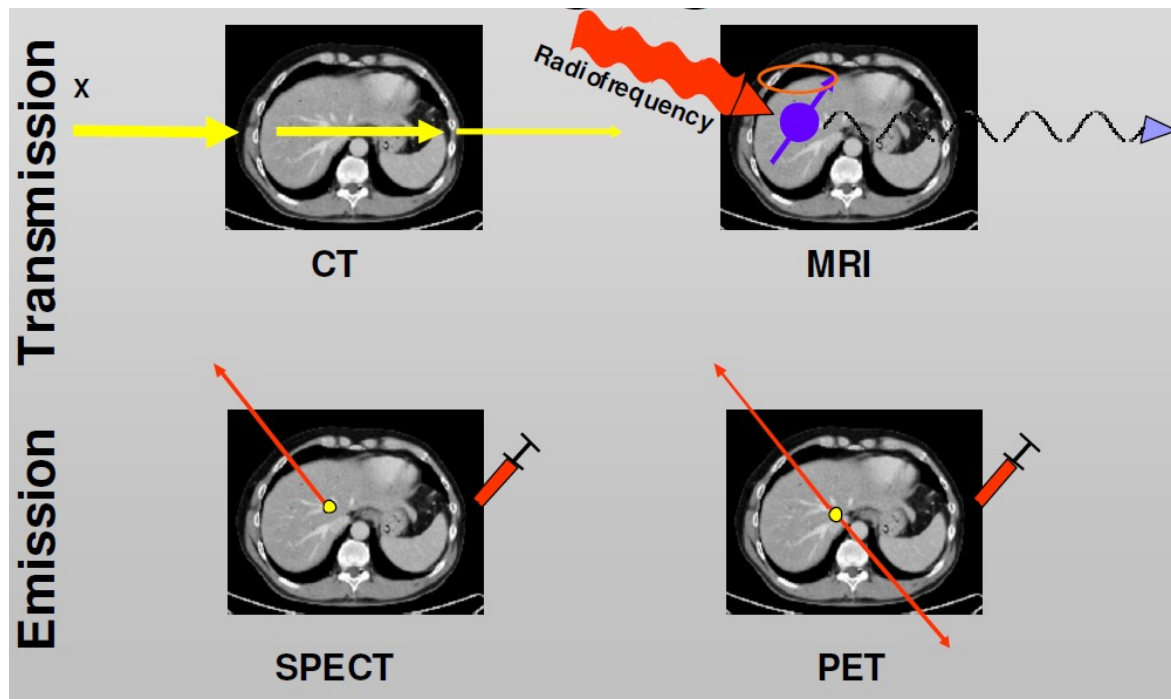 Transmission
X
Radiofrequency
CT
MRI
Emission
SPECT
PET